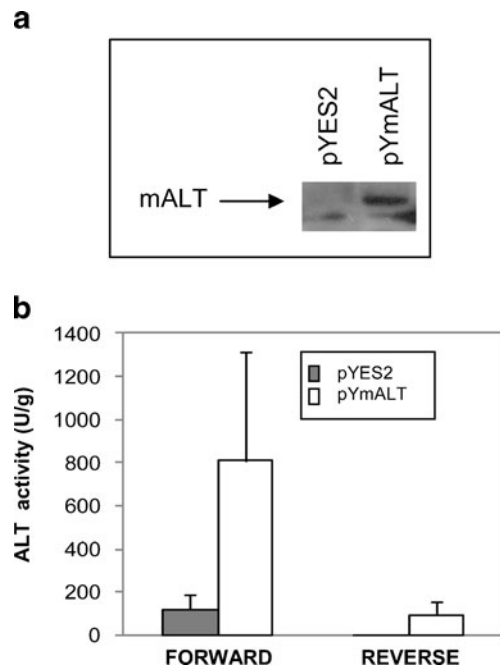 a
pYES2
pYmALT
mALT
b
1400
1200
1000
800
600
400
200
0
ALT activity (U/g)
pYES2
pYmALT
FORWARD REVERSE